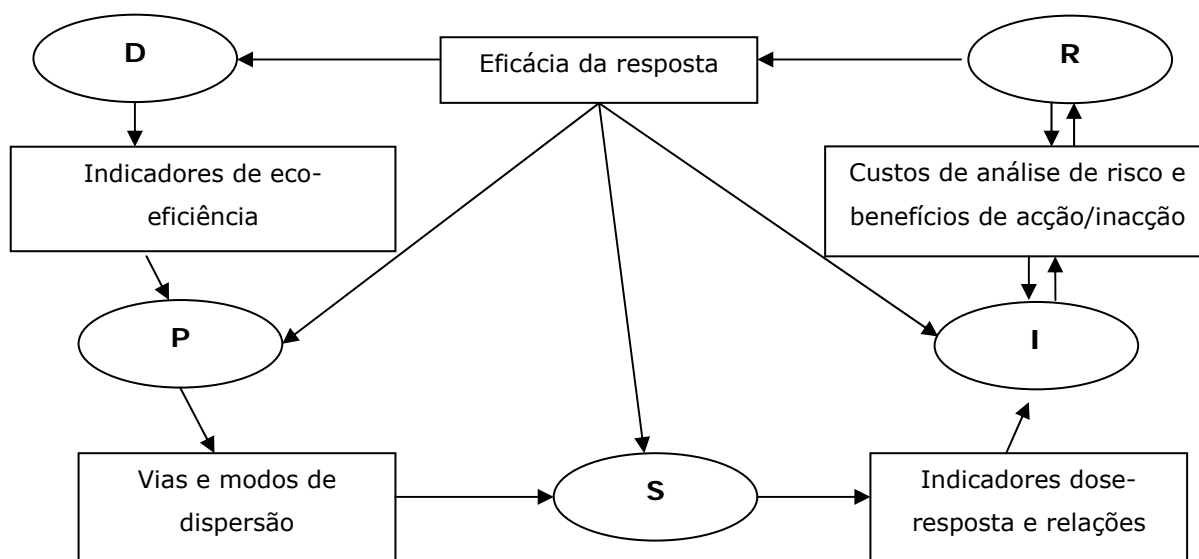 D
Eficácia da resposta
R
Indicadores de eco-
eficiência
Custos de análise de risco e
benefícios de acção/inacção
P
I
Vias e modos de
dispersão
S
Indicadores dose-
resposta e relações